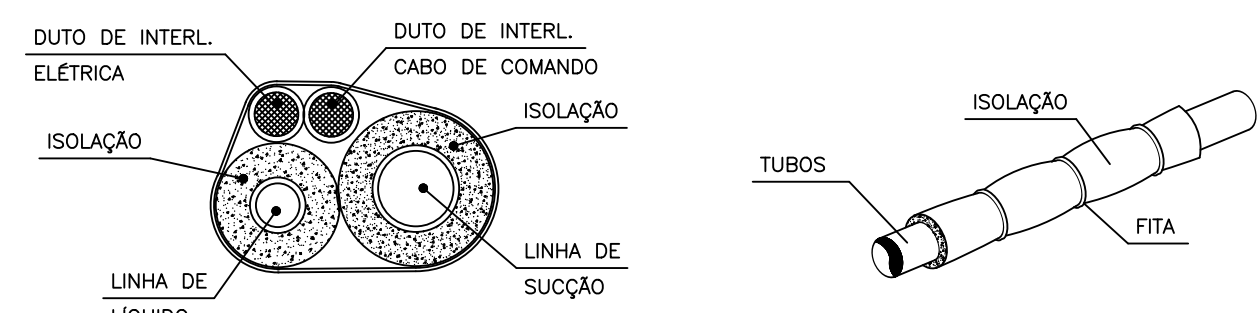 DUTO DE INTERL.
ELÉTRICA
DUTO DE INTERL.
CABO DE COMANDO
ISOLAÇÃO
ISOLAÇÃO
LINHA DE
LÍQUIDO
LINHA DE
SUCÇÃO
ISOLAÇÃO
TUBOS
FITA